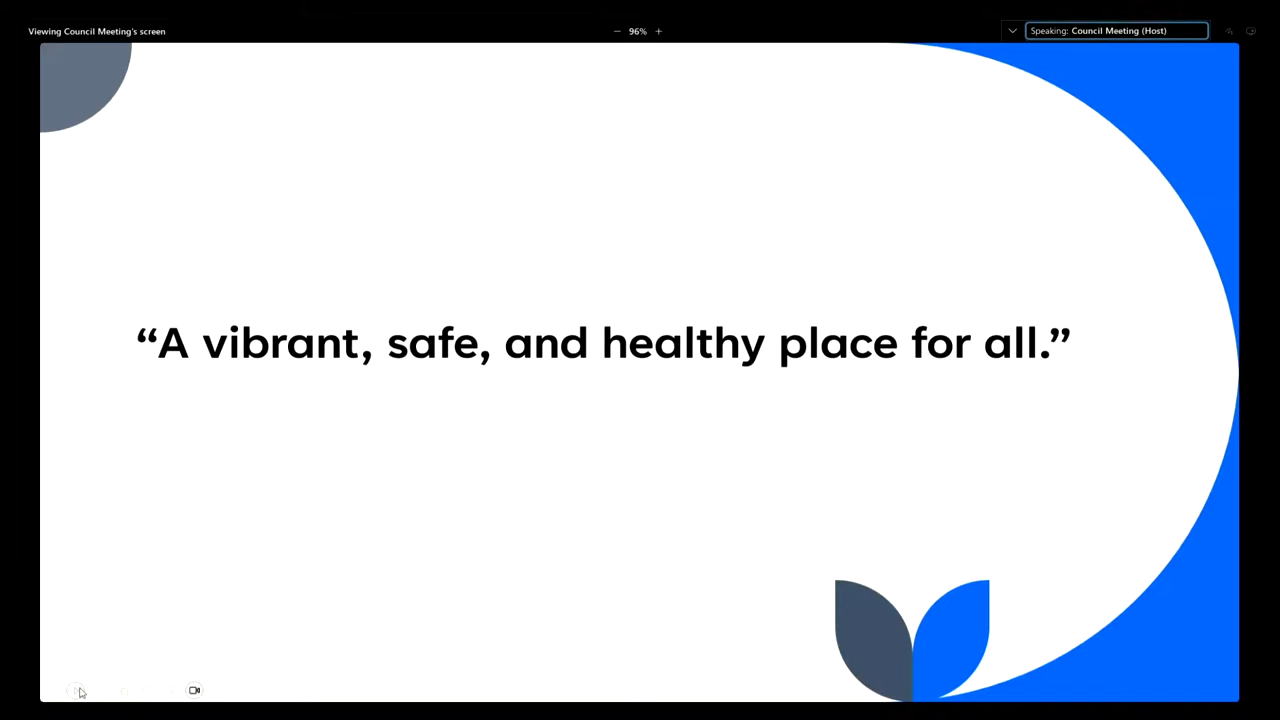 Viewing Council Meeting's screen
− 96% +
Speaking: Council Meeting (Host)
“A vibrant, safe, and healthy place for all.”